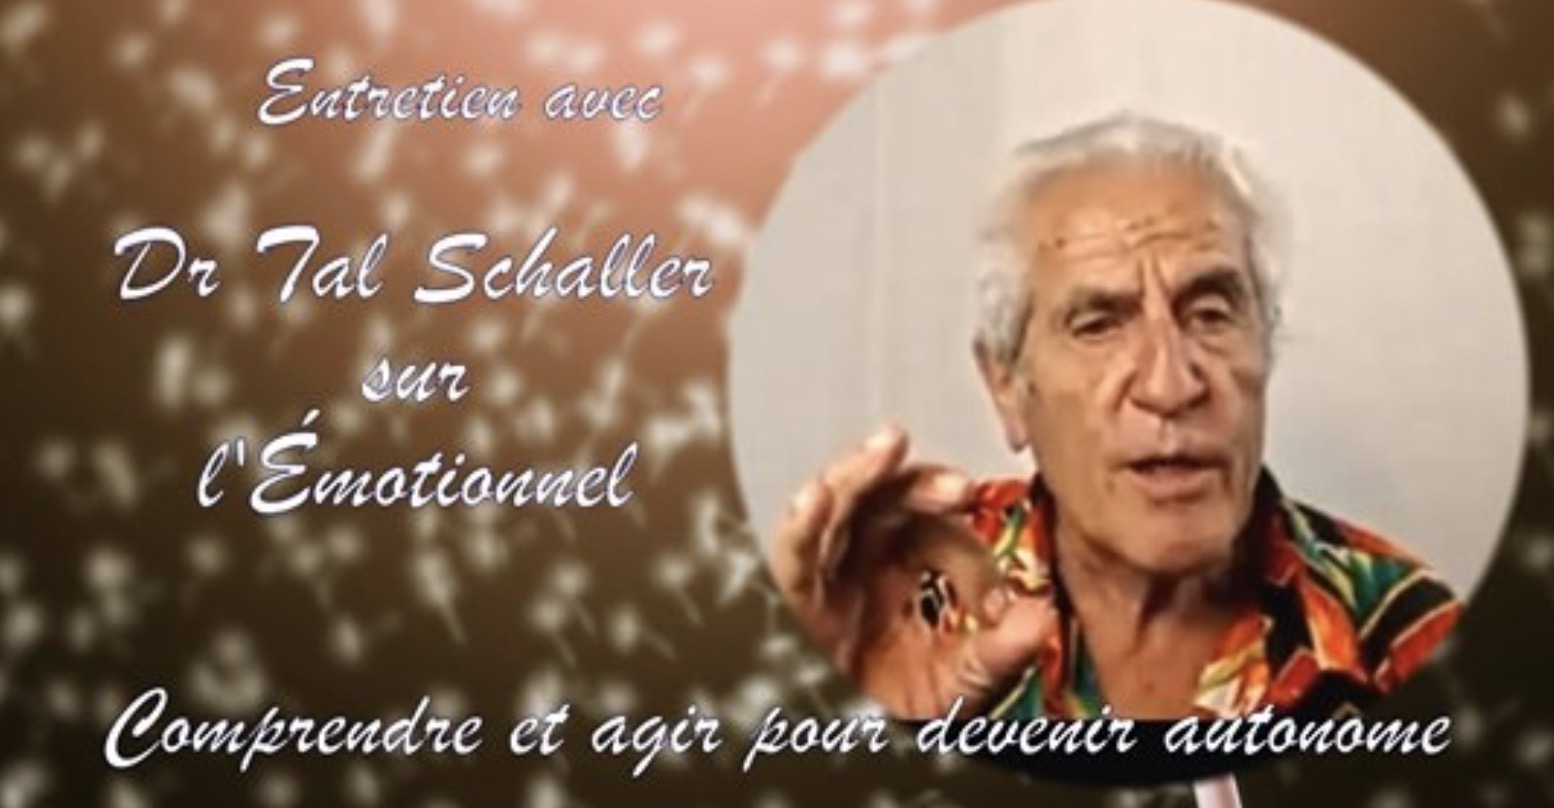 Entretien avec
Dr Tal Schaller
sur
l'Émotionnel
Comprendre et agir pour devenir autonome